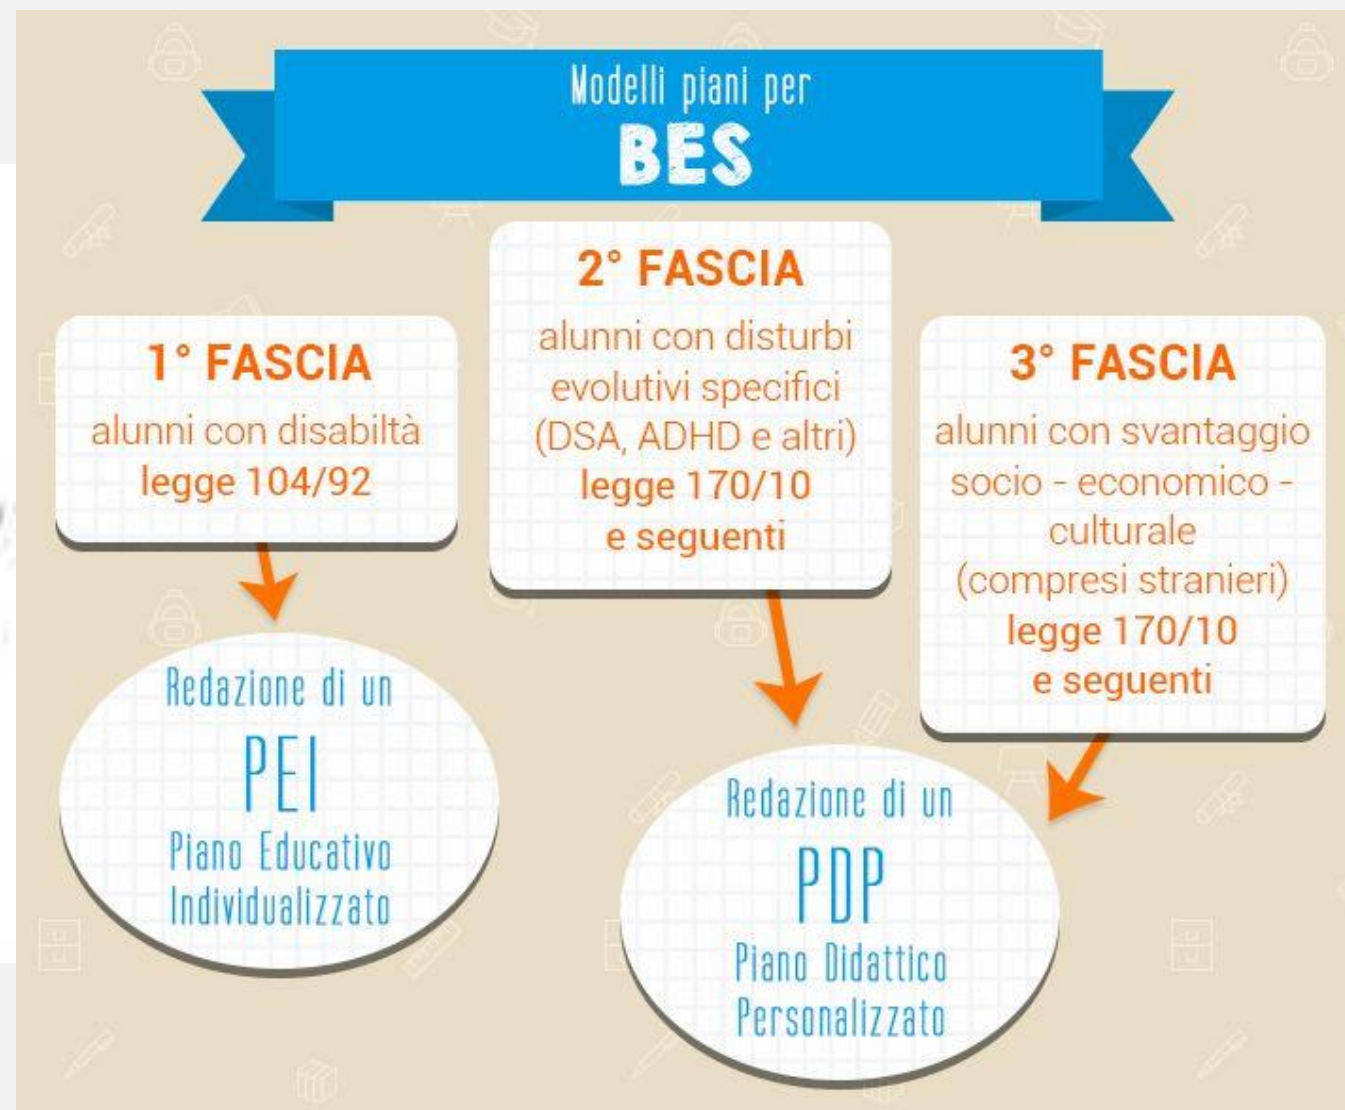 Modelli piani per
BES
1° FASCIA
alunni con disabiltà
legge 104/92
2° FASCIA
alunni con disturbi
evolutivi specifici
(DSA, ADHD e altri)
legge 170/10
e seguenti
3° FASCIA
alunni con svantaggio
socio - economico -
culturale
(compresi stranieri)
legge 170/10
e seguenti
Redazione di un
PEI
Piano Educativo
Individualizzato
Redazione di un
PDP
Piano Didattico
Personalizzato